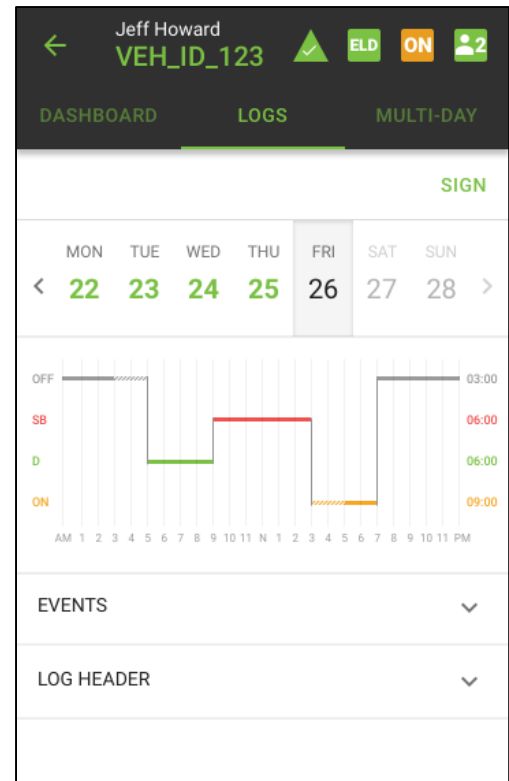 Jeff Howard
VEH_ID_123
ELD
ON
2
DASHBOARD LOGS MULTI-DAY
SIGN
MON TUE WED THU FRI SAT SUN
22 23 24 25 26 27 28
OFF 03:00
SB 06:00
D 06:00
ON 09:00
AM 1 2 3 4 5 6 7 8 9 10 11 N 1 2 3 4 5 6 7 8 9 10 11 PM
EVENTS
LOG HEADER